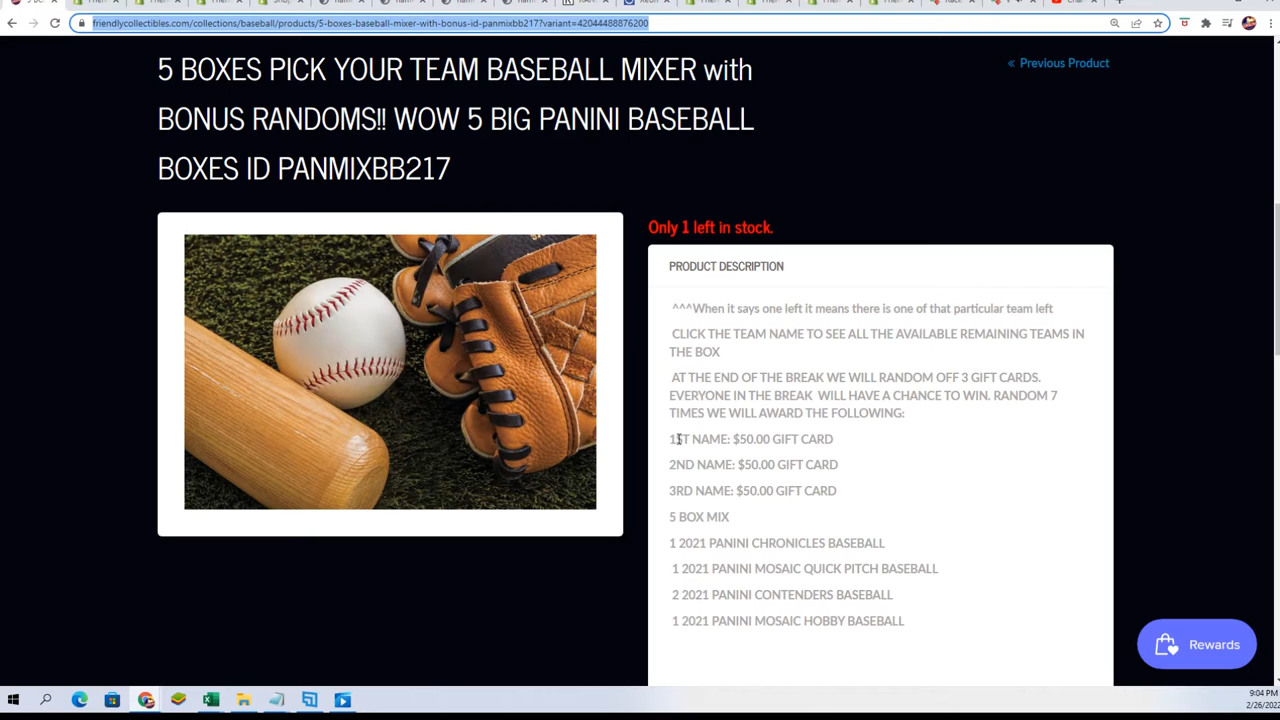 friendlycollectibles.com/collections/baseball/products/5-boxes-baseball-mixer-with-bonus-id-panmixbb217?variant=42044488876200
5 BOXES PICK YOUR TEAM BASEBALL MIXER with
BONUS RANDOMS!! WOW 5 BIG PANINI BASEBALL
BOXES ID PANMIXBB217
« Previous Product
Only 1 left in stock.
PRODUCT DESCRIPTION
^^^When it says one left it means there is one of that particular team left
CLICK THE TEAM NAME TO SEE ALL THE AVAILABLE REMAINING TEAMS IN
THE BOX
AT THE END OF THE BREAK WE WILL RANDOM OFF 3 GIFT CARDS.
EVERYONE IN THE BREAK WILL HAVE A CHANCE TO WIN. RANDOM 7
TIMES WE WILL AWARD THE FOLLOWING:
1ST NAME: $50.00 GIFT CARD
2ND NAME: $50.00 GIFT CARD
3RD NAME: $50.00 GIFT CARD
5 BOX MIX
1 2021 PANINI CHRONICLES BASEBALL
1 2021 PANINI MOSAIC QUICK PITCH BASEBALL
2 2021 PANINI CONTENDERS BASEBALL
1 2021 PANINI MOSAIC HOBBY BASEBALL
Rewards
9:04 PM